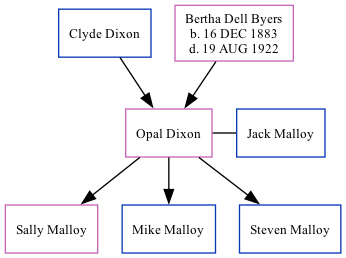 Clyde Dixon
Bertha Dell Byers
b. 16 DEC 1883
d. 19 AUG 1922
Opal Dixon
Jack Malloy
Sally Malloy
Mike Malloy
Steven Malloy